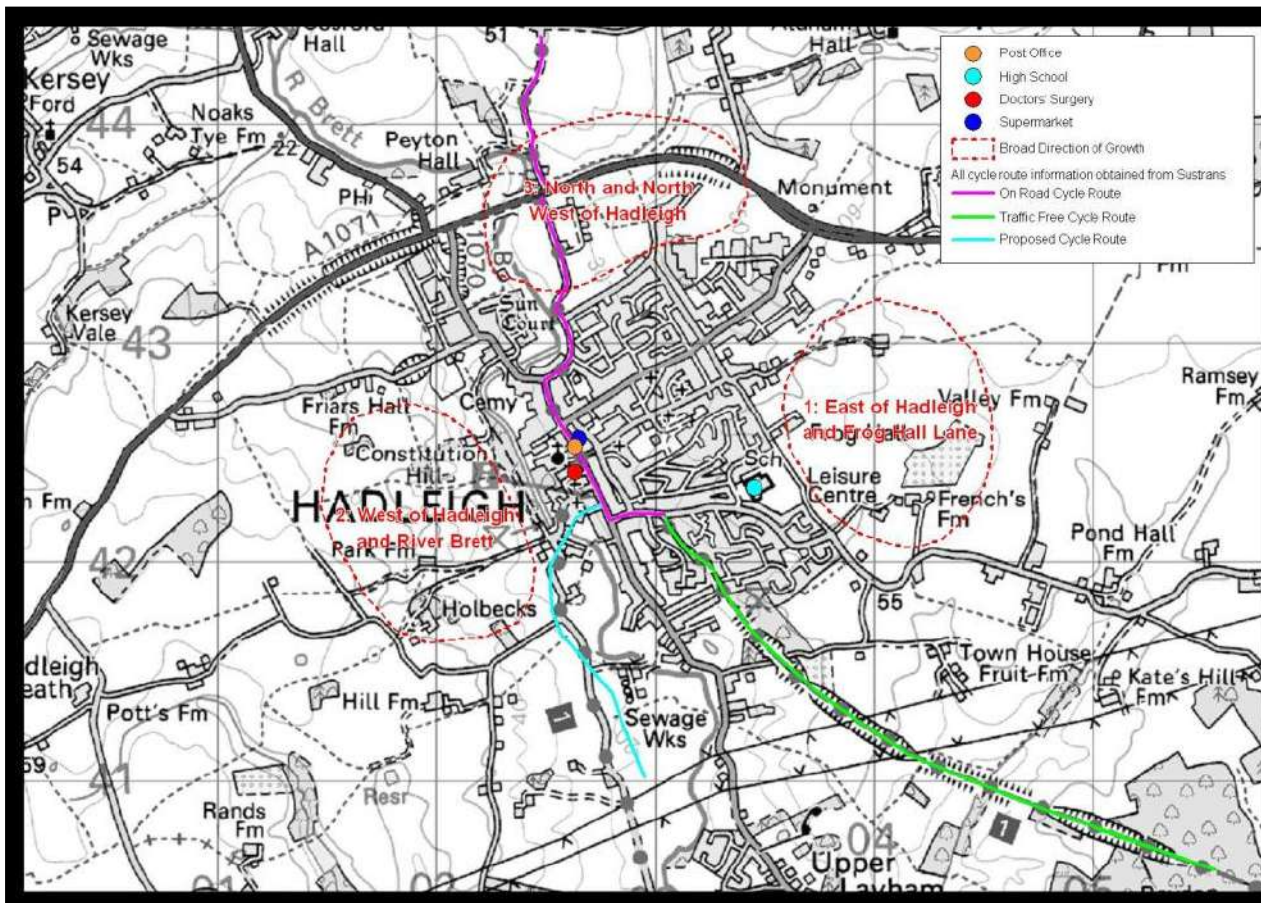 51
Hall
Sewage
Wks
Hall
Kersey
Ford
44
Noaks
Tye Fm
R Brett
Peyton
Hall
54
22
P
PH
A 1071
3: North and North
West of Hadleigh
Monument
Post Office
High School
Doctors' Surgery
Supermarket
Broad Direction of Growth
All cycle route information obtained from Sustrans
On Road Cycle Route
Traffic Free Cycle Route
Proposed Cycle Route
Fm
Kersey
Vale
43
Sun
Court
Ramsey
Fm
Friars Hall
Fm
Cemy
Valley Fm
1: East of Hadleigh
and Frog Hall Lane
Constitution
Hill
Sch
Leisure
Centre
French's
Fm
HADLEIGH
2: West of Hadleigh
and River Brett
Park Fm
Pond Hall
Fm
42
Holbecks
55
Town House
Fruit Fm
Kate's Hill
Fm
Pott's Fm
Hill Fm
1
Sewage
Wks
59
41
Resr
Rands
Fm
1
04
Upper
Layham